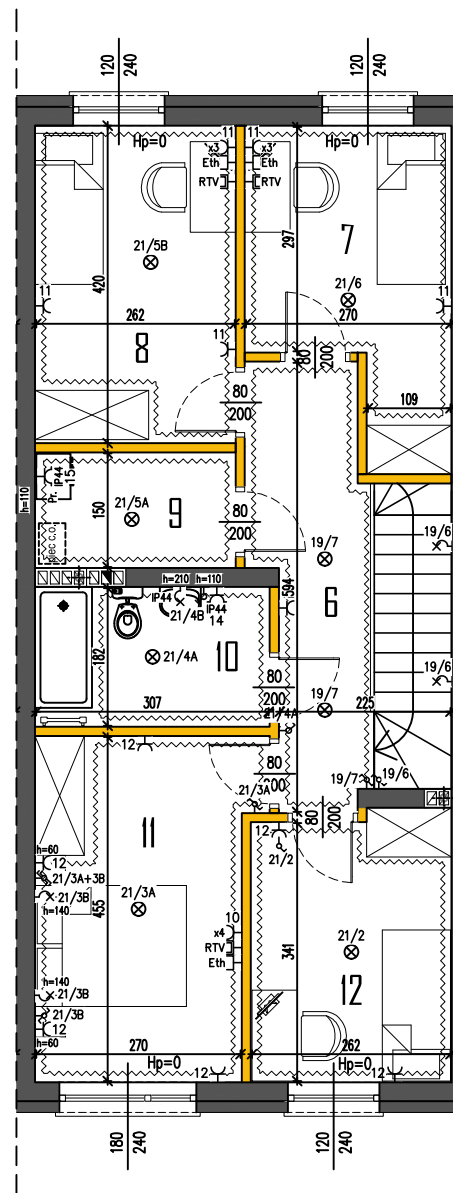 120
240
120
240
Hp=0
11
11
Hp=0
x3
x3
Eth
Eth
RTV
RTV
7
297
21/5B
21/6
420
11
11
262
270
8
11
80
200
80
200
109
IP44
15
Pr.
h=110
150
21/5A
9
80
200
19/6
piec c.o.
19/7
h=210
h=110
594
6
IP44
IP44
21/4B
14
182
21/4A
10
19/6
80
200
19/7
307
225
21/4A
12
80
200
19/7
19/6
21/3A
11
80
200
12
h=60
12
21/2
21/3A+3B
21/3A
21/3B
h=140
455
10
x4
RTV
Eth
341
21/2
12
h=140
21/3B
21/3B
12
h=60
270
262
Hp=0
12
Hp=0
12
180
240
120
240